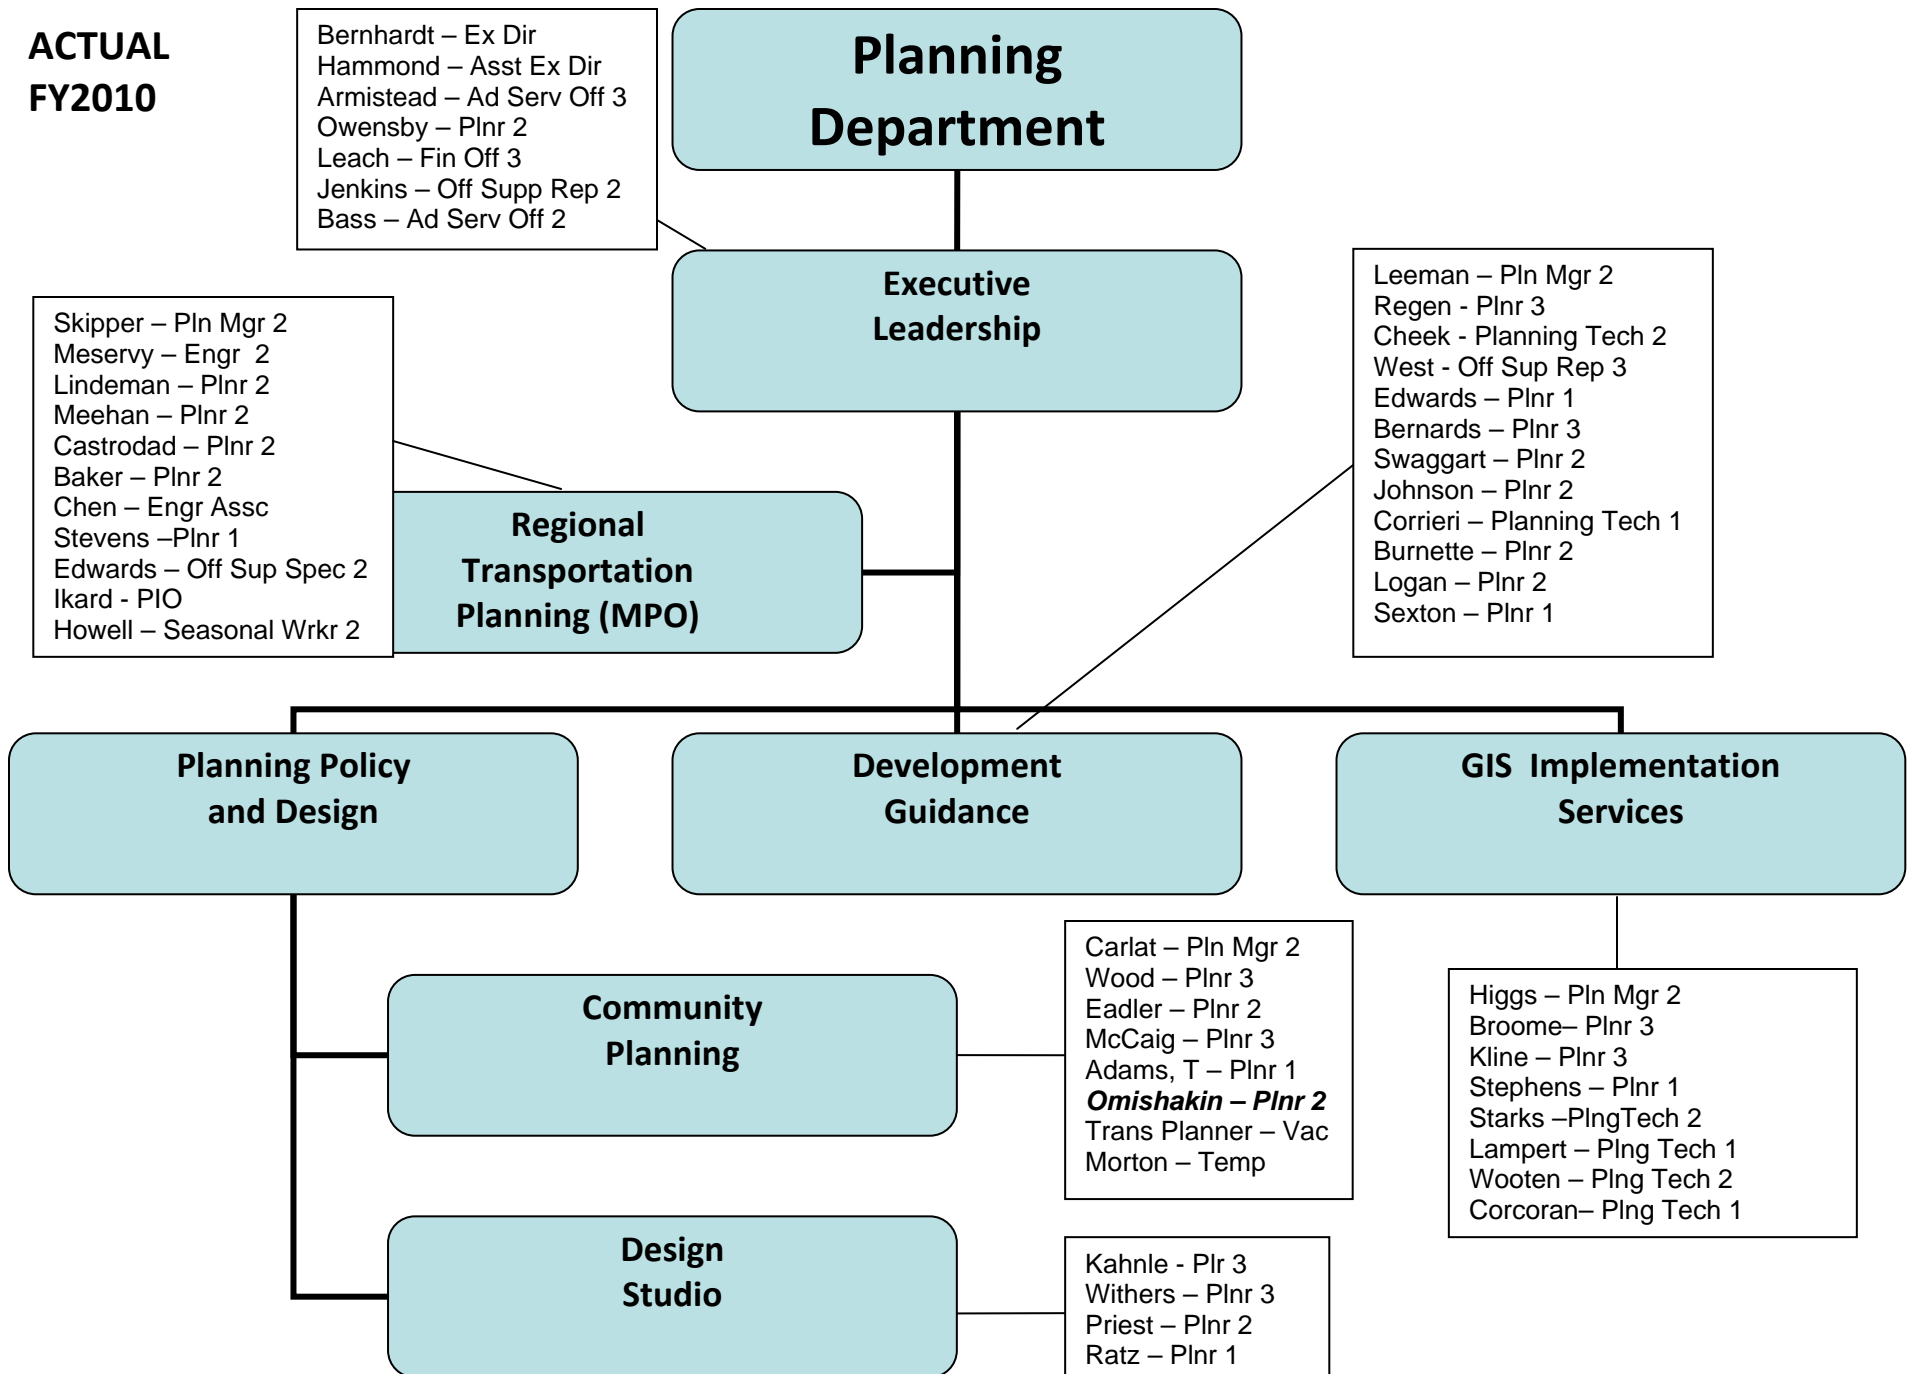 ACTUAL
FY2010
Bernhardt – Ex Dir
Hammond – Asst Ex Dir
Armistead – Ad Serv Off 3
Owensby – Plnr 2
Leach – Fin Off 3
Jenkins – Off Supp Rep 2
Bass – Ad Serv Off 2
Planning
Department
Executive
Leadership
Skipper – Pln Mgr 2
Meservy – Engr  2
Lindeman – Plnr 2
Meehan – Plnr 2
Castrodad – Plnr 2
Baker – Plnr 2
Chen – Engr Assc
Stevens –Plnr 1
Edwards – Off Sup Spec 2
Ikard - PIO
Howell – Seasonal Wrkr 2
Regional
Transportation
Planning (MPO)
Leeman – Pln Mgr 2
Regen - Plnr 3
Cheek - Planning Tech 2
West - Off Sup Rep 3
Edwards – Plnr 1
Bernards – Plnr 3
Swaggart – Plnr 2
Johnson – Plnr 2
Corrieri – Planning Tech 1
Burnette – Plnr 2
Logan – Plnr 2
Sexton – Plnr 1
Planning Policy
and Design
Development
Guidance
GIS  Implementation
Services
Community
Planning
Carlat – Pln Mgr 2
Wood – Plnr 3
Eadler – Plnr 2
McCaig – Plnr 3
Adams, T – Plnr 1
Omishakin – Plnr 2
Trans Planner – Vac
Morton – Temp
Higgs – Pln Mgr 2
Broome– Plnr 3
Kline – Plnr 3
Stephens – Plnr 1
Starks –PlngTech 2
Lampert – Plng Tech 1
Wooten – Plng Tech 2
Corcoran– Plng Tech 1
Design
Studio
Kahnle - Plr 3
Withers – Plnr 3
Priest – Plnr 2
Ratz – Plnr 1